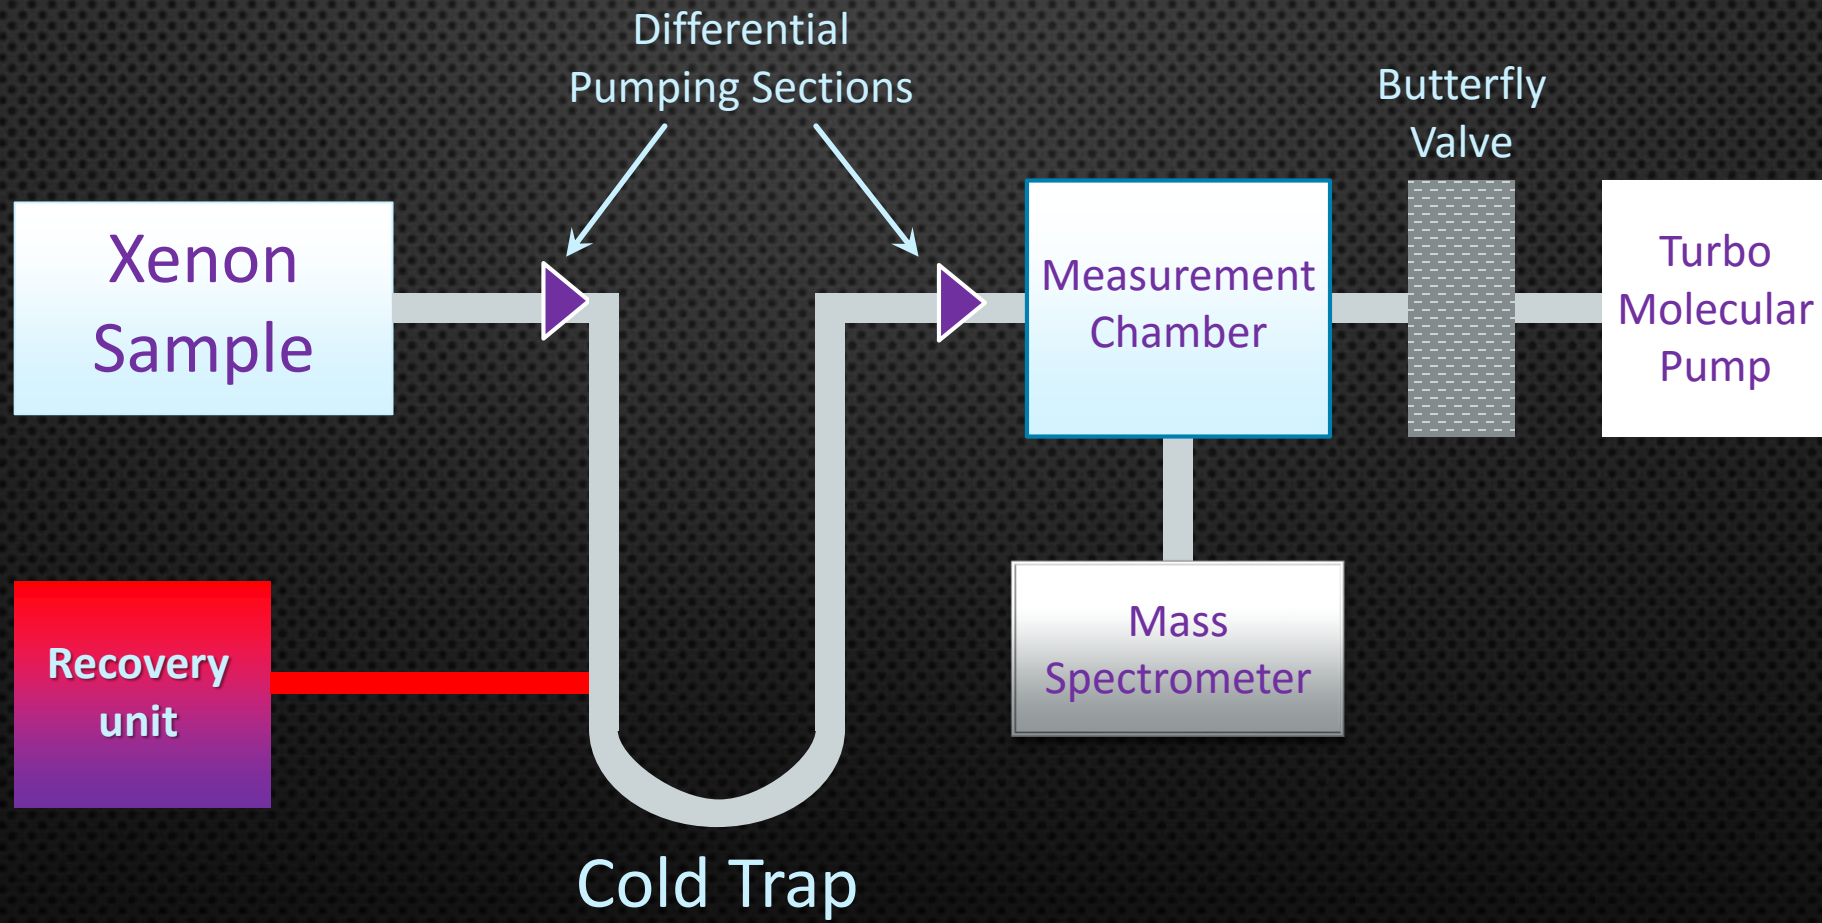 Differential
Pumping Sections
Butterfly
Valve
Xenon
Sample
Measurement
Chamber
Turbo
Molecular
Pump
Recovery
unit
Mass
Spectrometer
Cold Trap